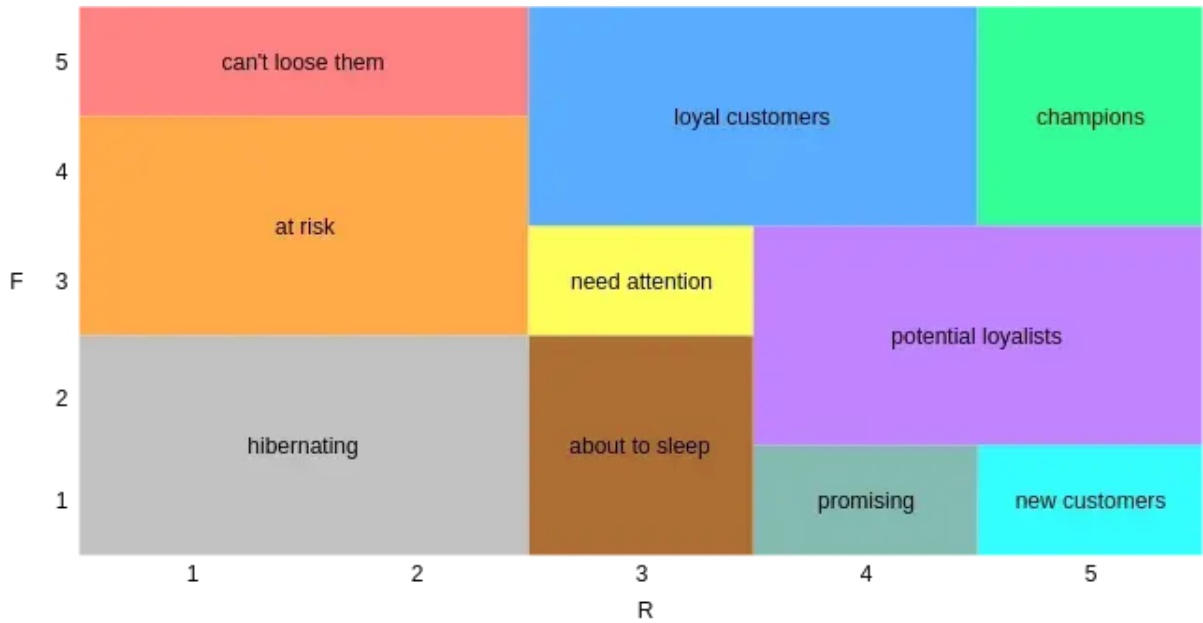 5
can't loose them
loyal customers
champions
4
at risk
F
3
need attention
potential loyalists
2
hibernating
about to sleep
1
promising
new customers
1
2
3
4
5
R